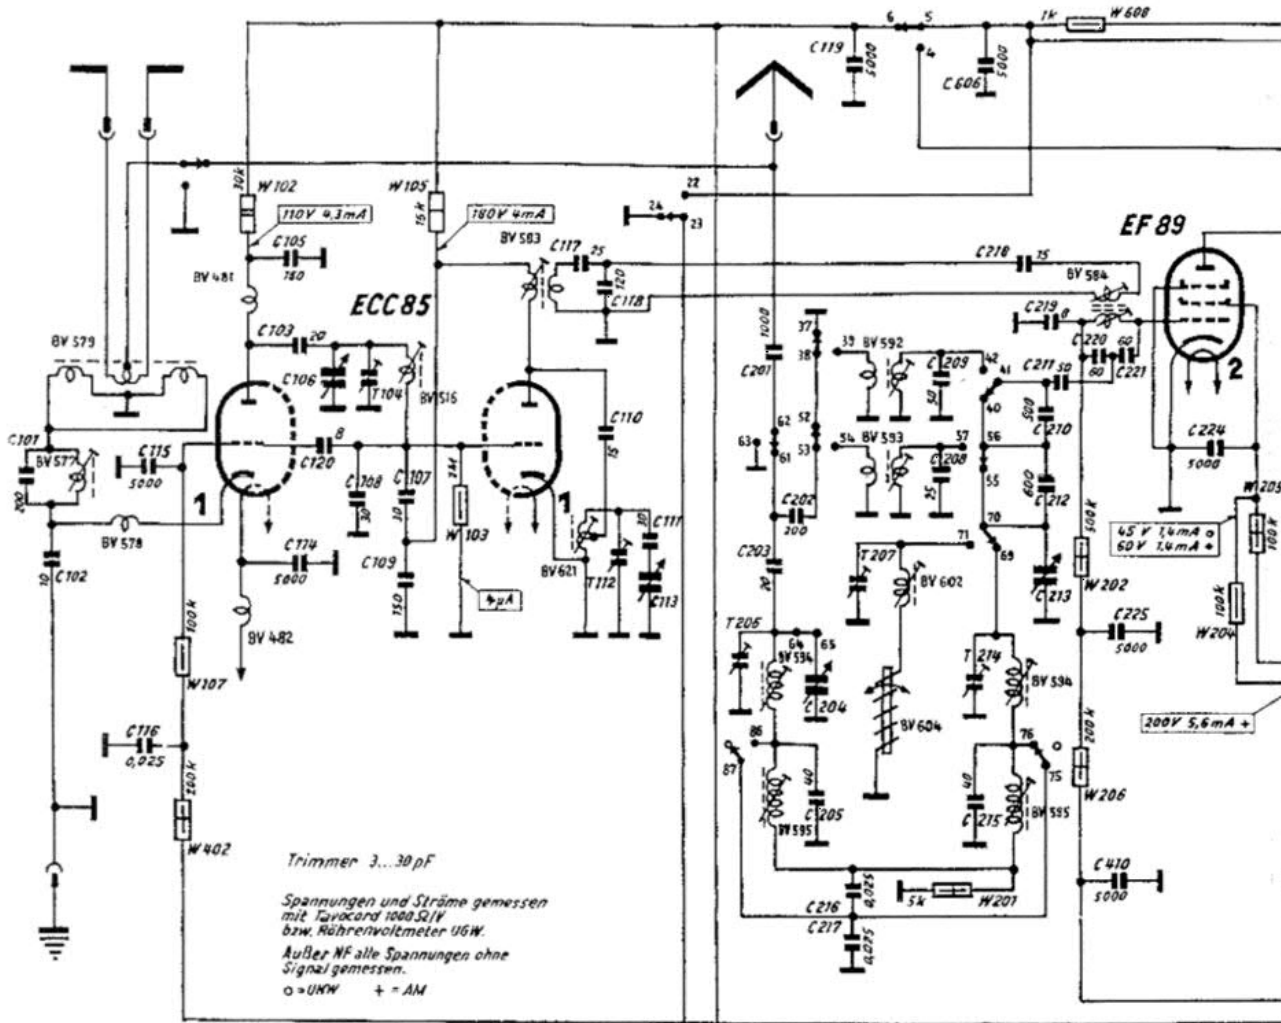 6
5
4
1k
W 608
C 119
5000
C 606
5000
30k
W 102
W 105
16k
22
24
23
110V 4,3mA
180V 4mA
EF 89
C 105
150
BV 583
C 117
25
C 218
15
BV 584
BV 481
120
C 118
ECC 85
C 219
8
C 103
20
BV 579
1000
C 201
37
38
39
BV 592
C 209
50
42
41
40
C 211
50
C 220
60
60
C 221
2
C 106
T 104
BV 516
C 110
15
500
C 210
C 101
BV 577
200
C 115
5000
8
C 120
62
63
61
52
53
54
BV 593
57
56
55
C 208
25
C 224
5000
1
C 108
30
C 107
30
1M
W 103
1
600
C 212
W 205
BV 578
C 202
200
70
71
69
500k
W 202
45 V 1,4mA o
60V 1,4mA +
100k
C 102
10
C 114
5000
C 109
150
4µA
BV 621
T 112
30
C 111
C 113
C 203
20
T 207
BV 602
C 213
100k
W 204
BV 482
T 206
64
65
BV 594
C 204
T 214
BV 594
C 225
5000
100k
W 107
C 116
0,025
86
87
BV 604
76
75
200k
W 206
200V 5,6mA +
200k
W 402
BV 595
40
C 205
40
C 215
BV 595
Trimmer 3...30 pF
C 216
0,025
5k
W 201
C 410
5000
C 217
0,025
Spannungen und Ströme gemessen
mit Tavocord 1000 Ω/V
bzw. Röhrenvoltmeter UGW.
Außer NF alle Spannungen ohne
Signal gemessen.
o = UKW + = AM